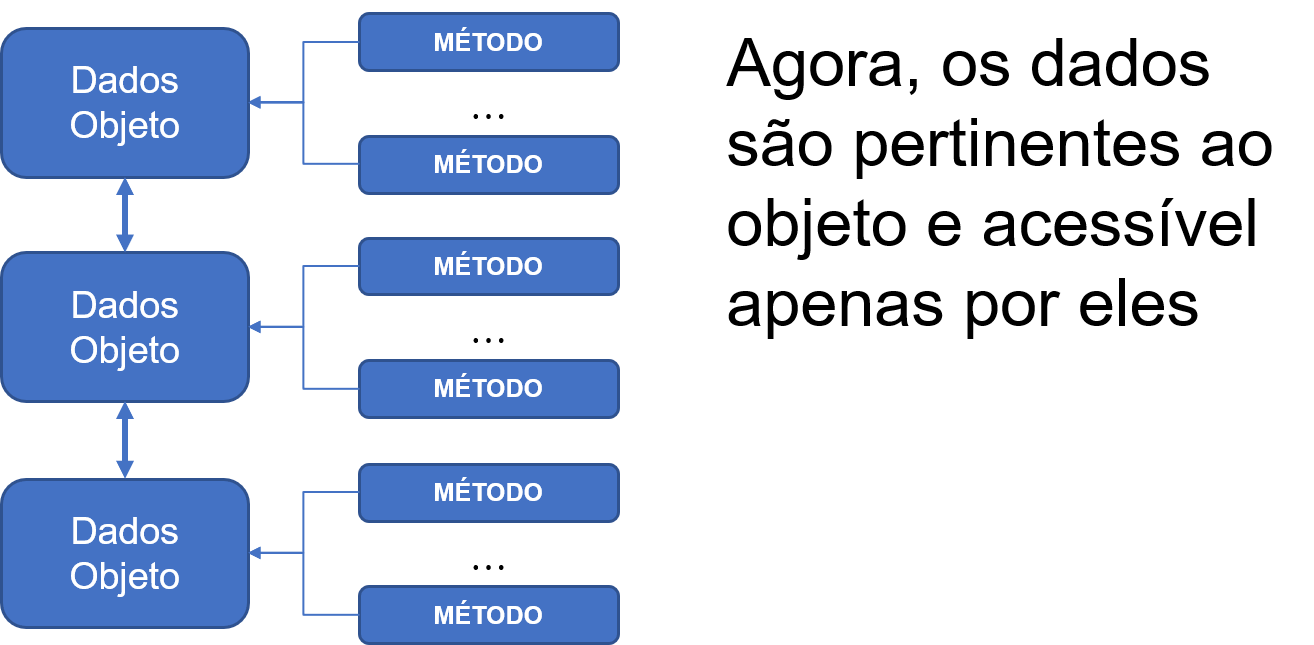 Dados
Objeto
MÉTODO
...
MÉTODO
Dados
Objeto
MÉTODO
...
MÉTODO
Dados
Objeto
MÉTODO
...
MÉTODO
Agora, os dados
são pertinentes ao
objeto e acessível
apenas por eles